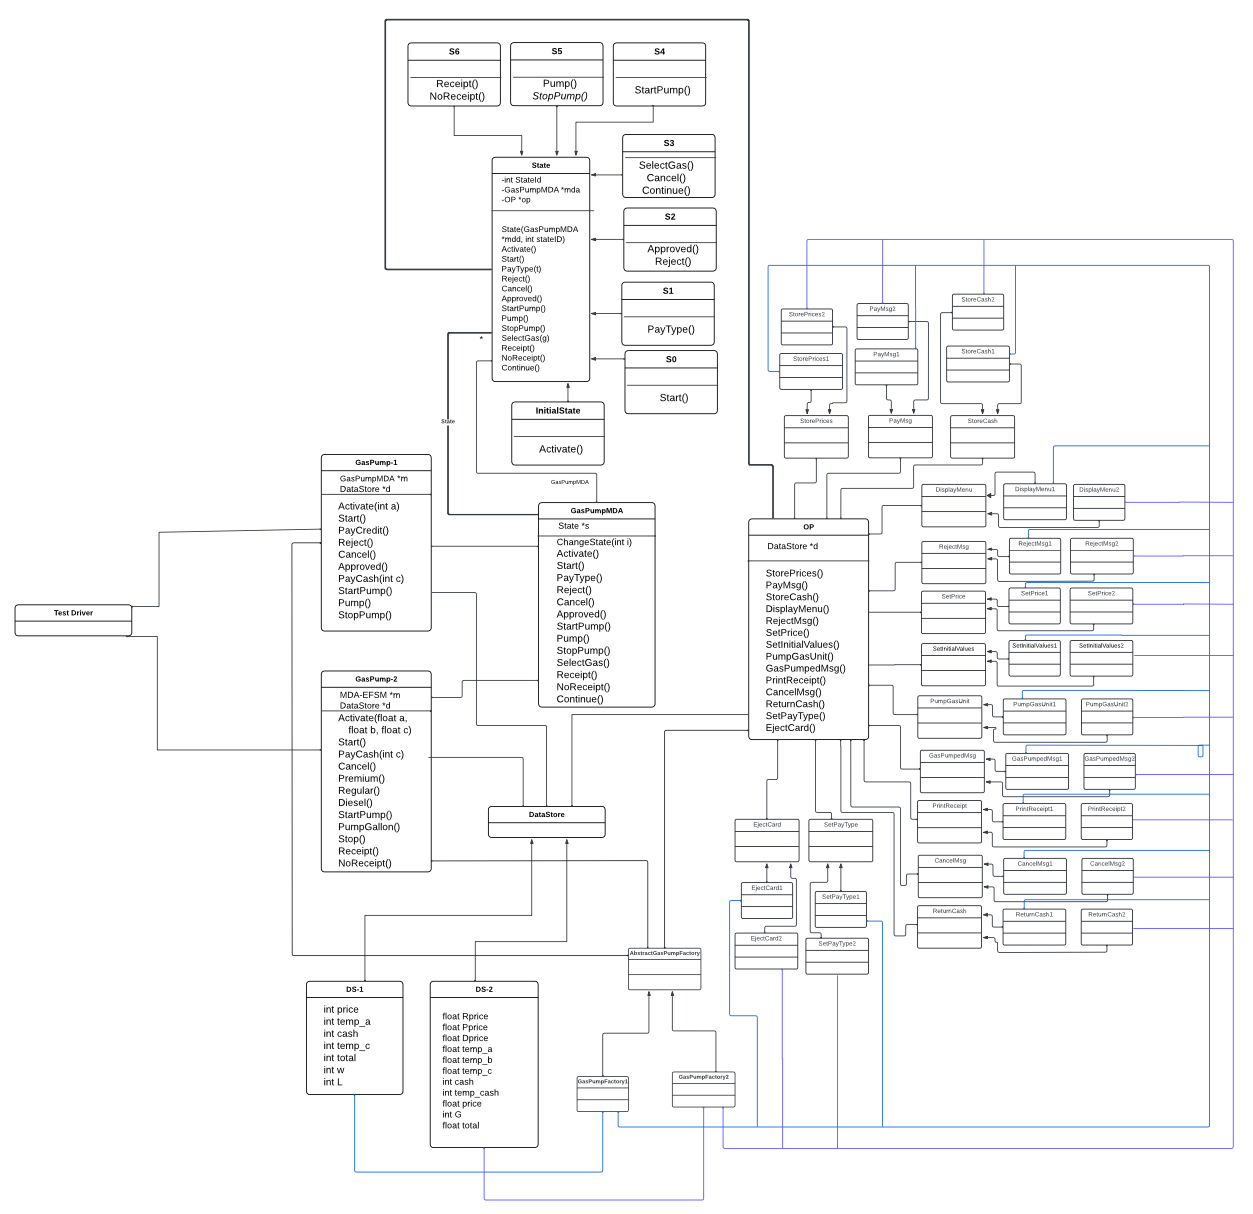 S6
Receipt()
NoReceipt()
S5
Pump()
StopPump()
S4
StartPump()
S3
SelectGas()
Cancel()
Continue()
State
-int StateId
-GasPumpMDA *mda
-OP *op
State(GasPumpMDA
*mdd, int stateID)
Activate()
Start()
PayType(t)
Reject()
Cancel()
Approved()
StartPump()
Pump()
StopPump()
SelectGas(g)
Receipt()
NoReceipt()
Continue()
S2
Approved()
Reject()
S1
PayType()
S0
Start()
*
InitialState
Activate()
State
GasPumpMDA
StorePrices2
PayMsg2
StoreCash2
StorePrices1
PayMsg1
StoreCash1
StorePrices
PayMsg
StoreCash
GasPump-1
GasPumpMDA *m
DataStore *d
Activate(int a)
Start()
PayCredit()
Reject()
Cancel()
Approved()
PayCash(int c)
StartPump()
Pump()
StopPump()
GasPumpMDA
State *s
ChangeState(int i)
Activate()
Start()
PayType()
Reject()
Cancel()
Approved()
StartPump()
Pump()
StopPump()
SelectGas()
Receipt()
NoReceipt()
Continue()
OP
DataStore *d
StorePrices()
PayMsg()
StoreCash()
DisplayMenu()
RejectMsg()
SetPrice()
SetInitialValues()
PumpGasUnit()
GasPumpedMsg()
PrintReceipt()
CancelMsg()
ReturnCash()
SetPayType()
EjectCard()
DisplayMenu
DisplayMenu1
DisplayMenu2
RejectMsg
RejectMsg1
RejectMsg2
SetPrice
SetPrice1
SetPrice2
SetInitialValues
SetInitialValues1
SetInitialValues2
PumpGasUnit
PumpGasUnit1
PumpGasUnit2
GasPumpedMsg
GasPumpedMsg1
GasPumpedMsg2
PrintReceipt
PrintReceipt1
PrintReceipt2
CancelMsg
CancelMsg1
CancelMsg2
ReturnCash
ReturnCash1
ReturnCash2
Test Driver
GasPump-2
MDA-EFSM *m
DataStore *d
Activate(float a,
float b, float c)
Start()
PayCash(int c)
Cancel()
Premium()
Regular()
Diesel()
StartPump()
PumpGallon()
Stop()
Receipt()
NoReceipt()
DataStore
EjectCard
SetPayType
EjectCard1
SetPayType1
EjectCard2
SetPayType2
AbstractGasPumpFactory
DS-1
int price
int temp_a
int cash
int temp_c
int total
int w
int L
DS-2
float Rprice
float Pprice
float Dprice
float temp_a
float temp_b
float temp_c
int cash
int temp_cash
float price
int G
float total
GasPumpFactory1
GasPumpFactory2